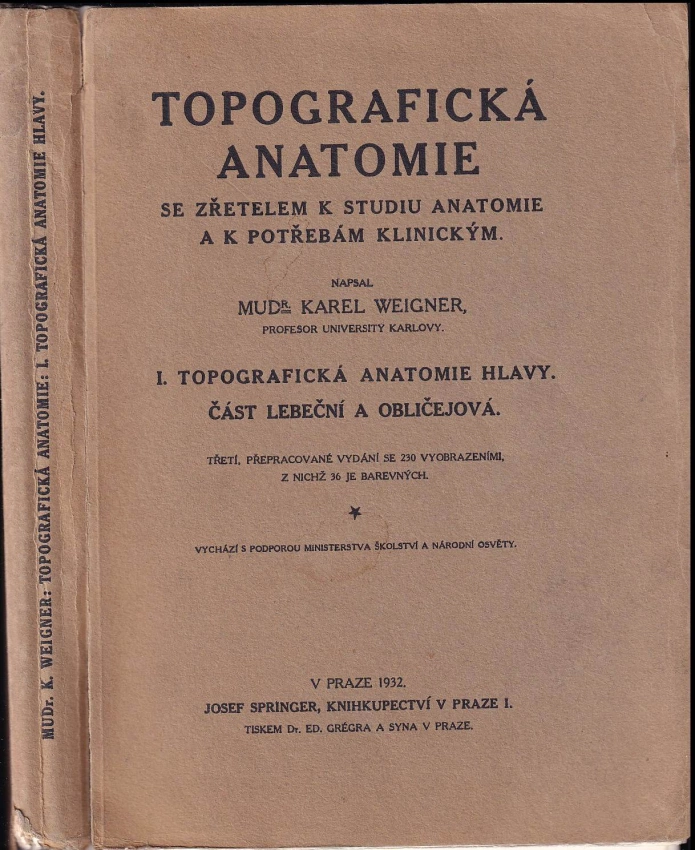 MUDr. K. WEIGNER: TOPOGRAFICKÁ ANATOMIE: I. TOPOGRAFICKÁ ANATOMIE HLAVY.
TOPOGRAFICKÁ
ANATOMIE
SE ZŘETELEM K STUDIU ANATOMIE
A K POTŘEBÁM KLINICKÝM.
NAPSAL
MUDR. KAREL WEIGNER,
PROFESOR UNIVERSITY KARLOVY.
I. TOPOGRAFICKÁ ANATOMIE HLAVY.
ČÁST LEBEČNÍ A OBLIČEJOVÁ.
TŘETÍ, PŘEPRACOVANÉ VYDÁNÍ SE 230 VYOBRAZENÍMI,
Z NICHŽ 36 JE BAREVNÝCH.
VYCHÁZÍ S PODPOROU MINISTERSTVA ŠKOLSTVÍ A NÁRODNÍ OSVĚTY.
V PRAZE 1932.
JOSEF SPRINGER, KNIHKUPECTVÍ V PRAZE I.
TISKEM Dr. ED. GRÉGRA A SYNA V PRAZE.